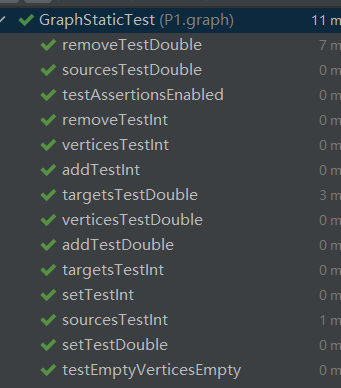 GraphStaticTest (P1.graph) 11 m
removeTestDouble 7 m
sourcesTestDouble 0 m
testAssertionsEnabled 0 m
removeTestInt 0 m
verticesTestInt 0 m
addTestInt 0 m
targetsTestDouble 3 m
verticesTestDouble 0 m
addTestDouble 0 m
targetsTestInt 0 m
setTestInt 0 m
sourcesTestInt 1 m
setTestDouble 0 m
testEmptyVerticesEmpty 0 m